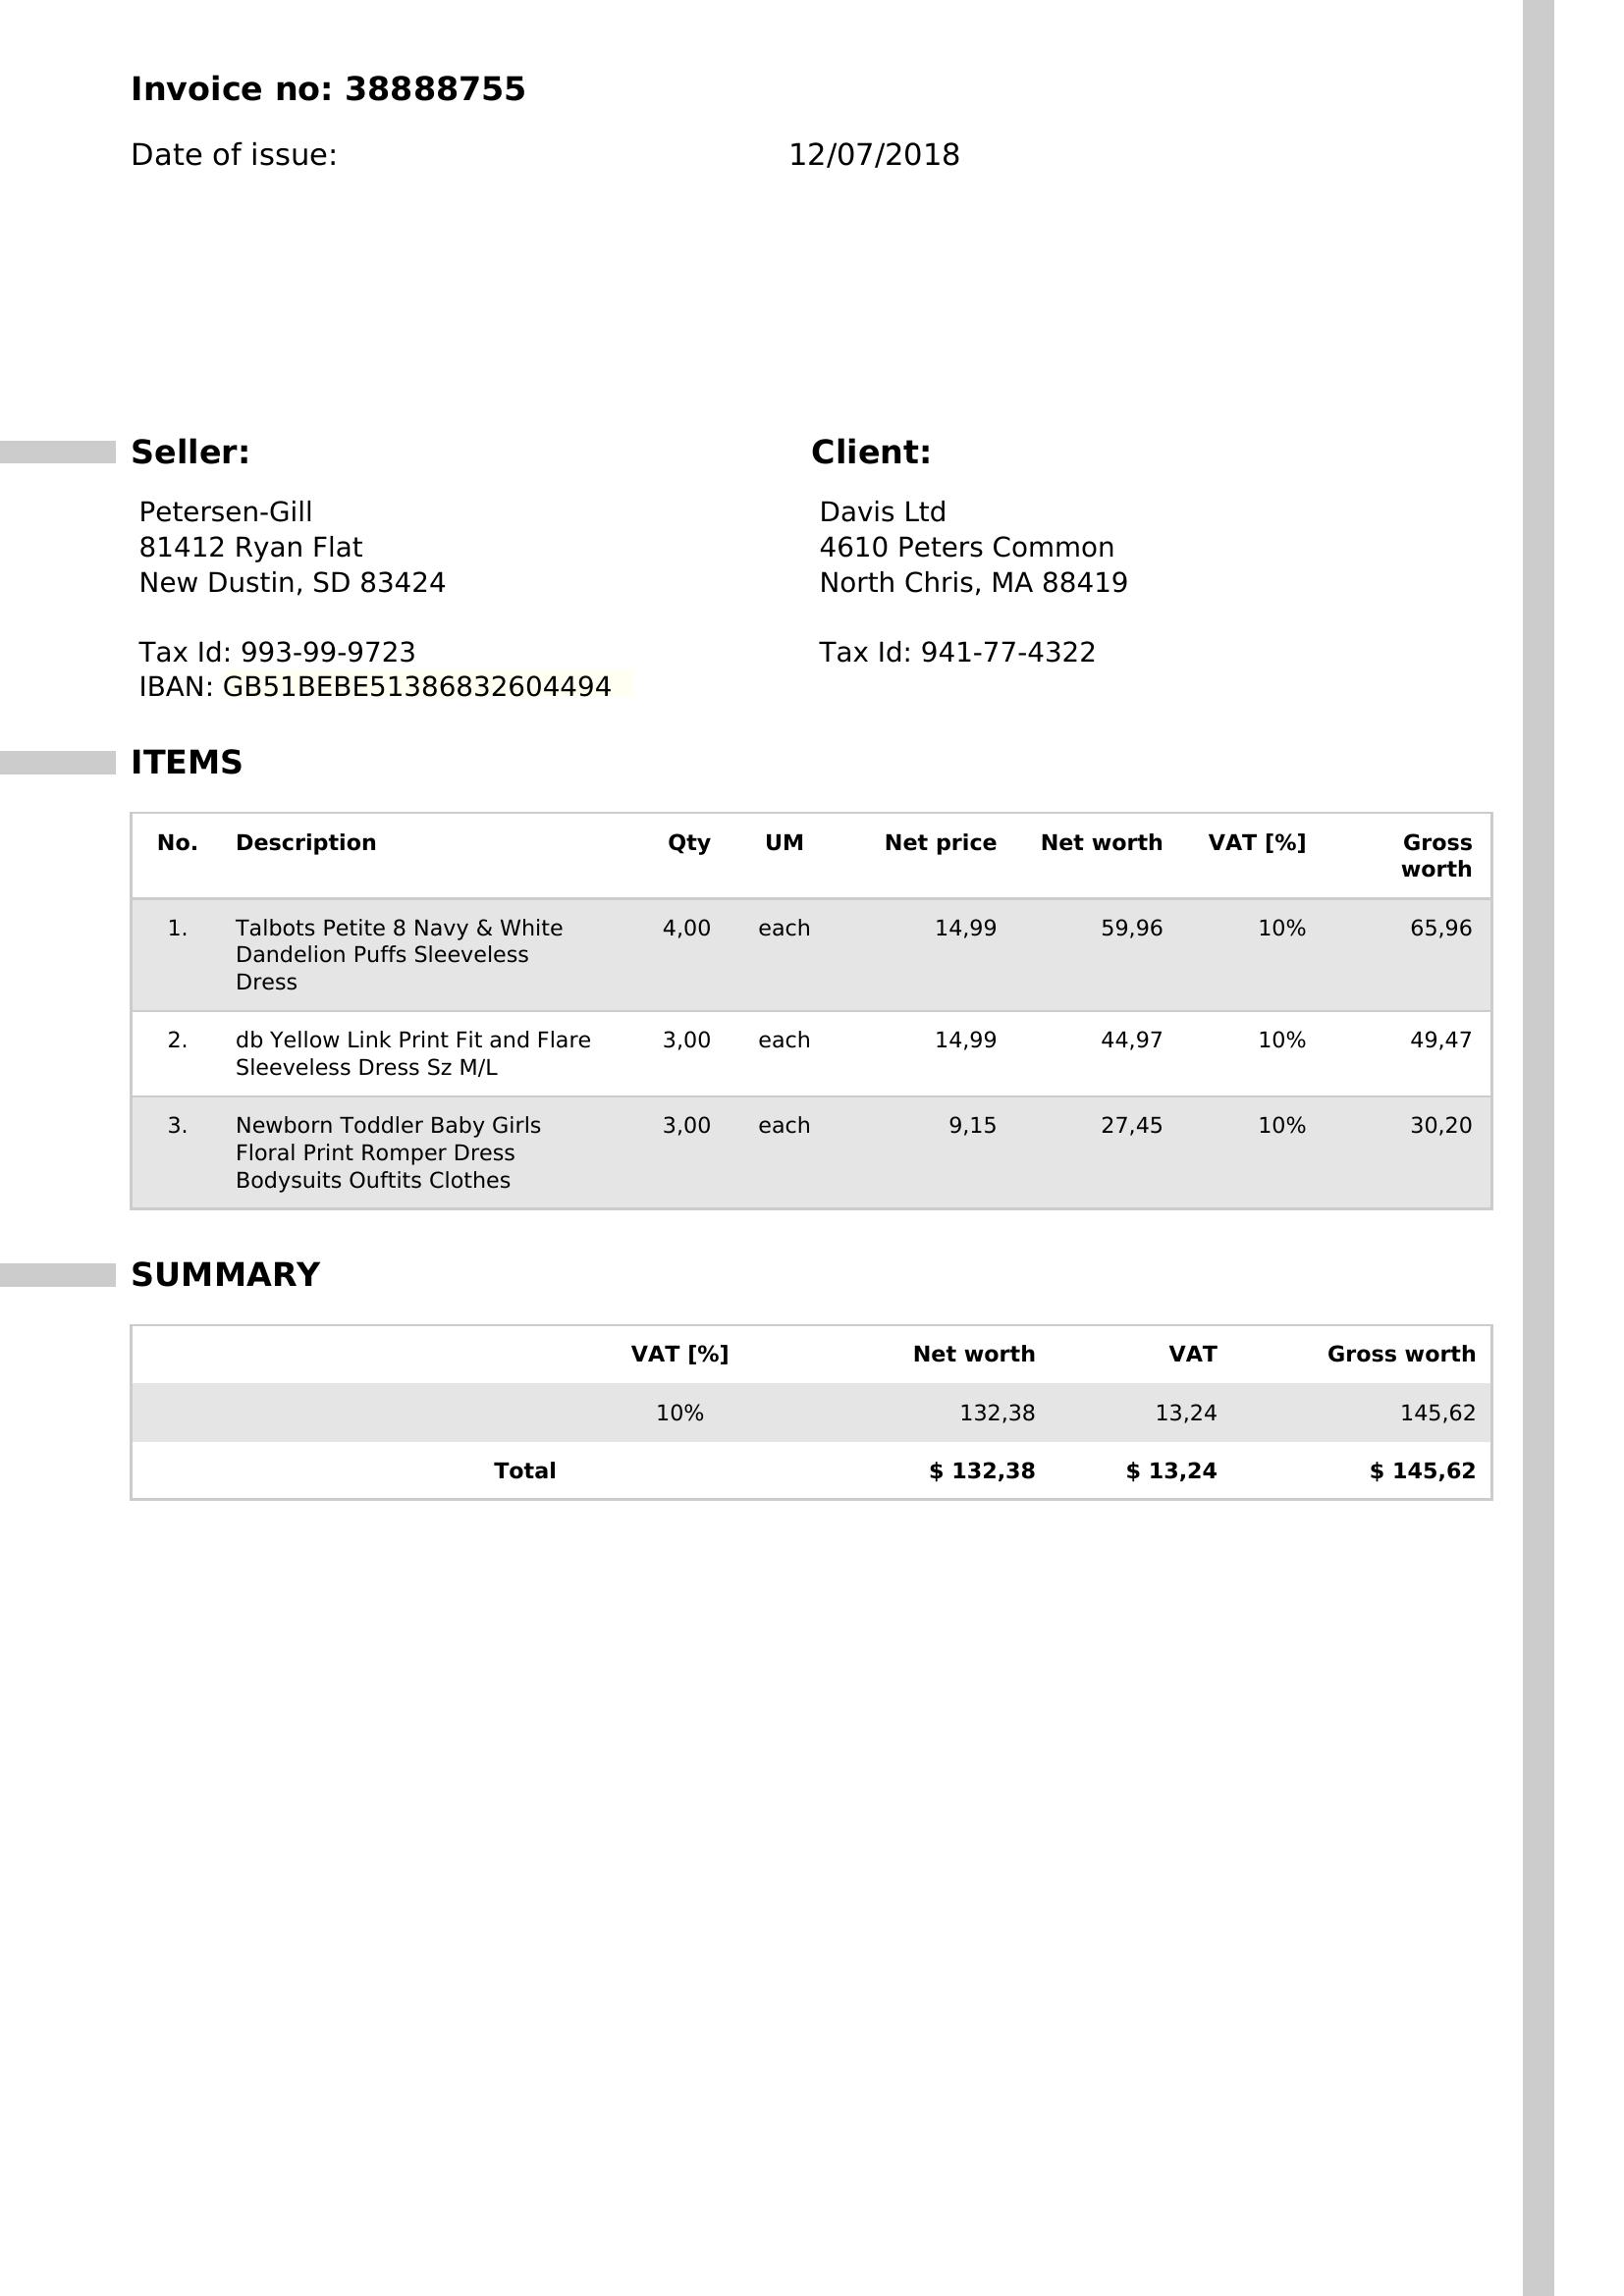 Invoice no: 38888755
Date of issue: 12/07/2018
Seller:
Petersen-Gill
81412 Ryan Flat
New Dustin, SD 83424
Tax Id: 993-99-9723
IBAN: GB51BEBE51386832604494
Client:
Davis Ltd
4610 Peters Common
North Chris, MA 88419
Tax Id: 941-77-4322
ITEMS
No. Description Qty UM Net price Net worth VAT [%] Gross
worth
1. Talbots Petite 8 Navy & White 4,00 each 14,99 59,96 10% 65,96
Dandelion Puffs Sleeveless
Dress
2. db Yellow Link Print Fit and Flare 3,00 each 14,99 44,97 10% 49,47
Sleeveless Dress Sz M/L
3. Newborn Toddler Baby Girls 3,00 each 9,15 27,45 10% 30,20
Floral Print Romper Dress
Bodysuits Ouftits Clothes
SUMMARY
VAT [%] Net worth VAT Gross worth
10% 132,38 13,24 145,62
Total $ 132,38 $ 13,24 $ 145,62